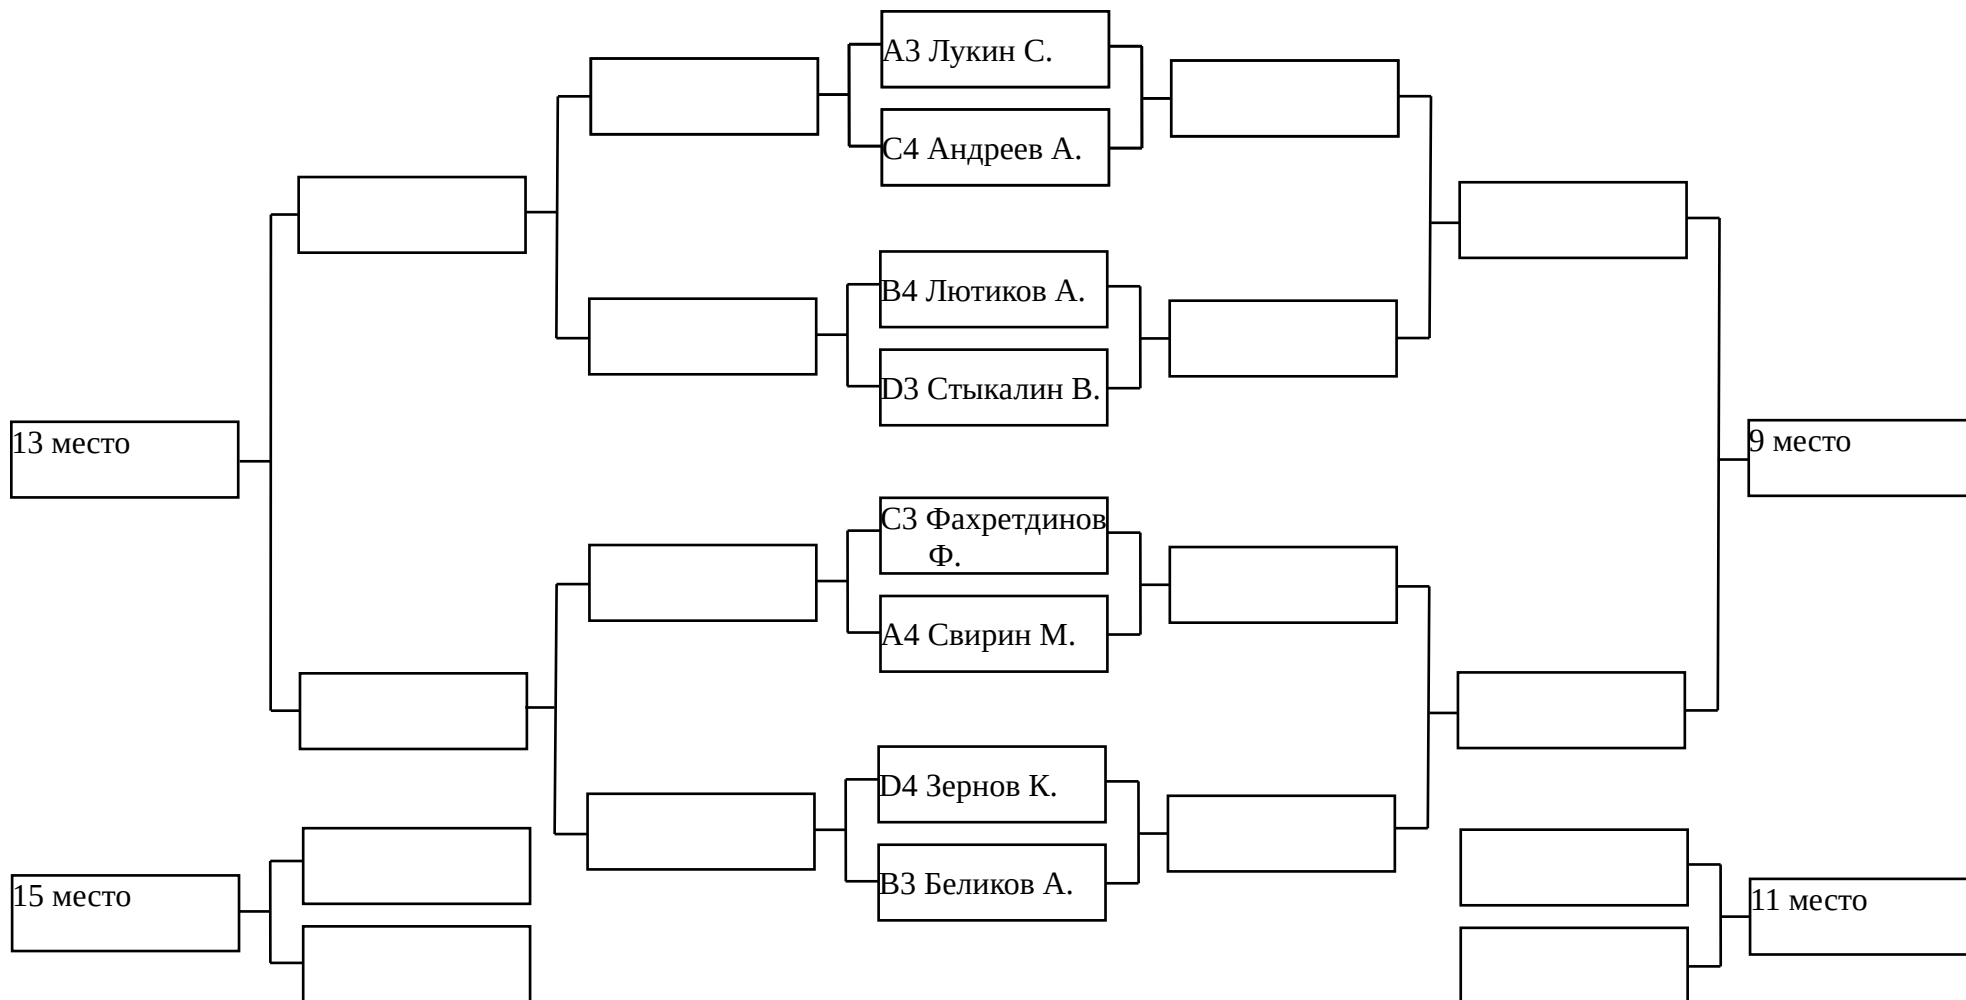 A3 Лукин С.
C4 Андреев А.
B4 Лютиков А.
D3 Стыкалин В.
13 место
9 место
C3 Фахретдинов
Ф.
A4 Свирин М.
D4 Зернов К.
B3 Беликов А.
15 место
11 место